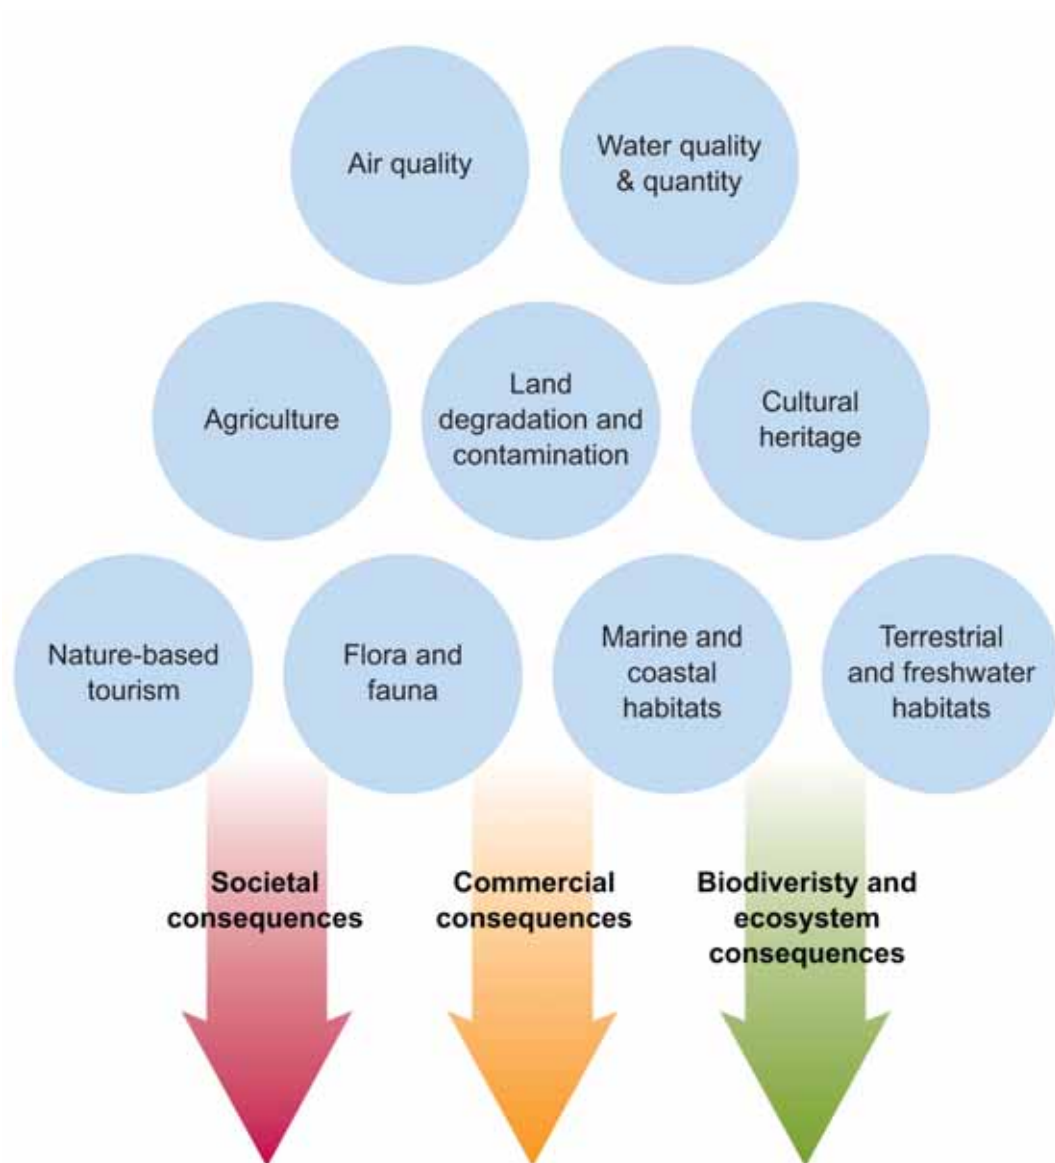 Air quality
Water quality
& quantity
Agriculture
Land
degradation and
contamination
Cultural
heritage
Nature-based
tourism
Flora and
fauna
Marine and
coastal
habitats
Terrestrial
and freshwater
habitats
Societal
consequences
Commercial
consequences
Biodiveristy and
ecosystem
consequences